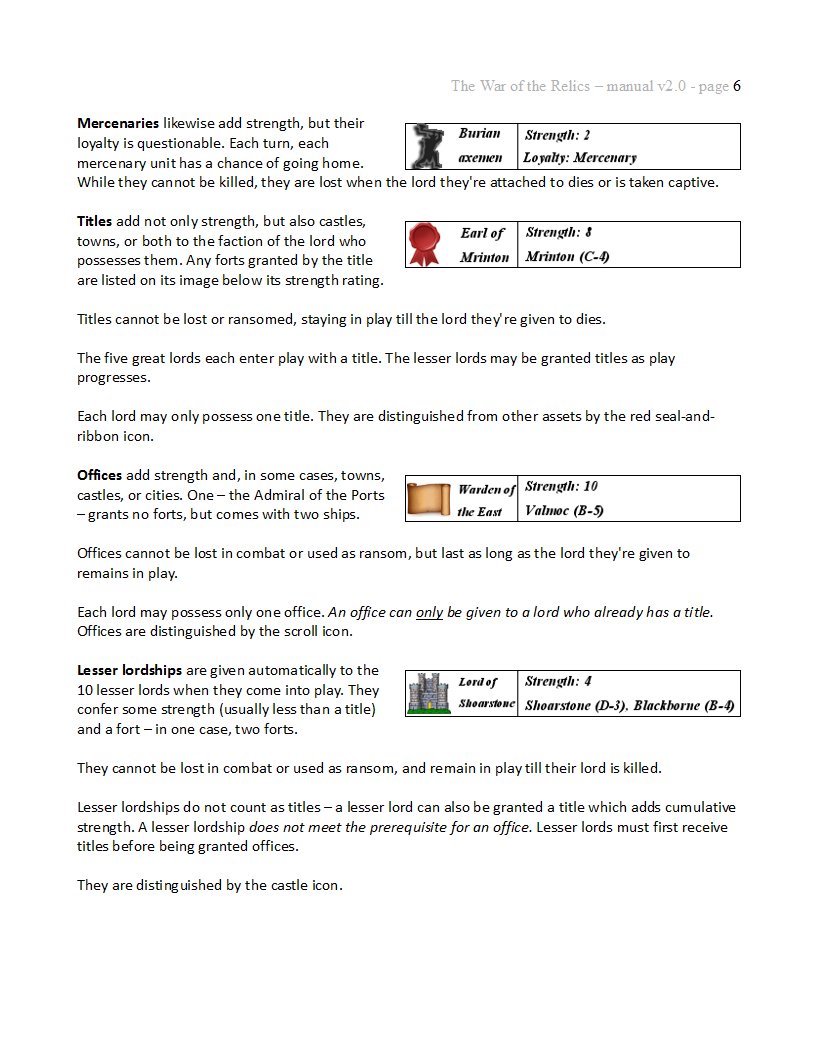 The War of the Relics – manual v2.0 - page 6
Mercenaries likewise add strength, but their
loyalty is questionable. Each turn, each
mercenary unit has a chance of going home.
While they cannot be killed, they are lost when the lord they're attached to dies or is taken captive.
Burian
axemen
Strength: 2
Loyalty: Mercenary
Titles add not only strength, but also castles,
towns, or both to the faction of the lord who
possesses them. Any forts granted by the title
are listed on its image below its strength rating.
Earl of
Mrinton
Strength: 8
Mrinton (C-4)
Titles cannot be lost or ransomed, staying in play till the lord they're given to dies.
The five great lords each enter play with a title. The lesser lords may be granted titles as play
progresses.
Each lord may only possess one title. They are distinguished from other assets by the red seal-and-
ribbon icon.
Offices add strength and, in some cases, towns,
castles, or cities. One – the Admiral of the Ports
– grants no forts, but comes with two ships.
Warden of
the East
Strength: 10
Valmoc (B-5)
Offices cannot be lost in combat or used as ransom, but last as long as the lord they're given to
remains in play.
Each lord may possess only one office. An office can only be given to a lord who already has a title.
Offices are distinguished by the scroll icon.
Lesser lordships are given automatically to the
10 lesser lords when they come into play. They
confer some strength (usually less than a title)
and a fort – in one case, two forts.
Lord of
Shoarstone
Strength: 4
Shoarstone (D-3), Blackborne (B-4)
They cannot be lost in combat or used as ransom, and remain in play till their lord is killed.
Lesser lordships do not count as titles – a lesser lord can also be granted a title which adds cumulative
strength. A lesser lordship does not meet the prerequisite for an office. Lesser lords must first receive
titles before being granted offices.
They are distinguished by the castle icon.